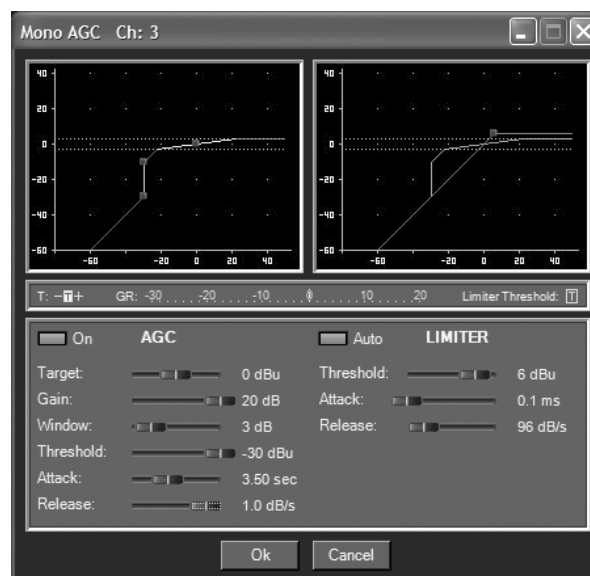 Mono AGC Ch: 3
40
20
0
-20
-40
-60
-60 -20 0 20 40
40
20
0
-20
-40
-60
-60 -20 0 20 40
T: -T+ GR: -30.....-20.....-10.....0.....10.....20 Limiter Threshold: T
On AGC
Target: 0 dBu
Gain: 20 dB
Window: 3 dB
Threshold: -30 dBu
Attack: 3.50 sec
Release: 1.0 dB/s
Auto LIMITER
Threshold: 6 dBu
Attack: 0.1 ms
Release: 96 dB/s
Ok Cancel